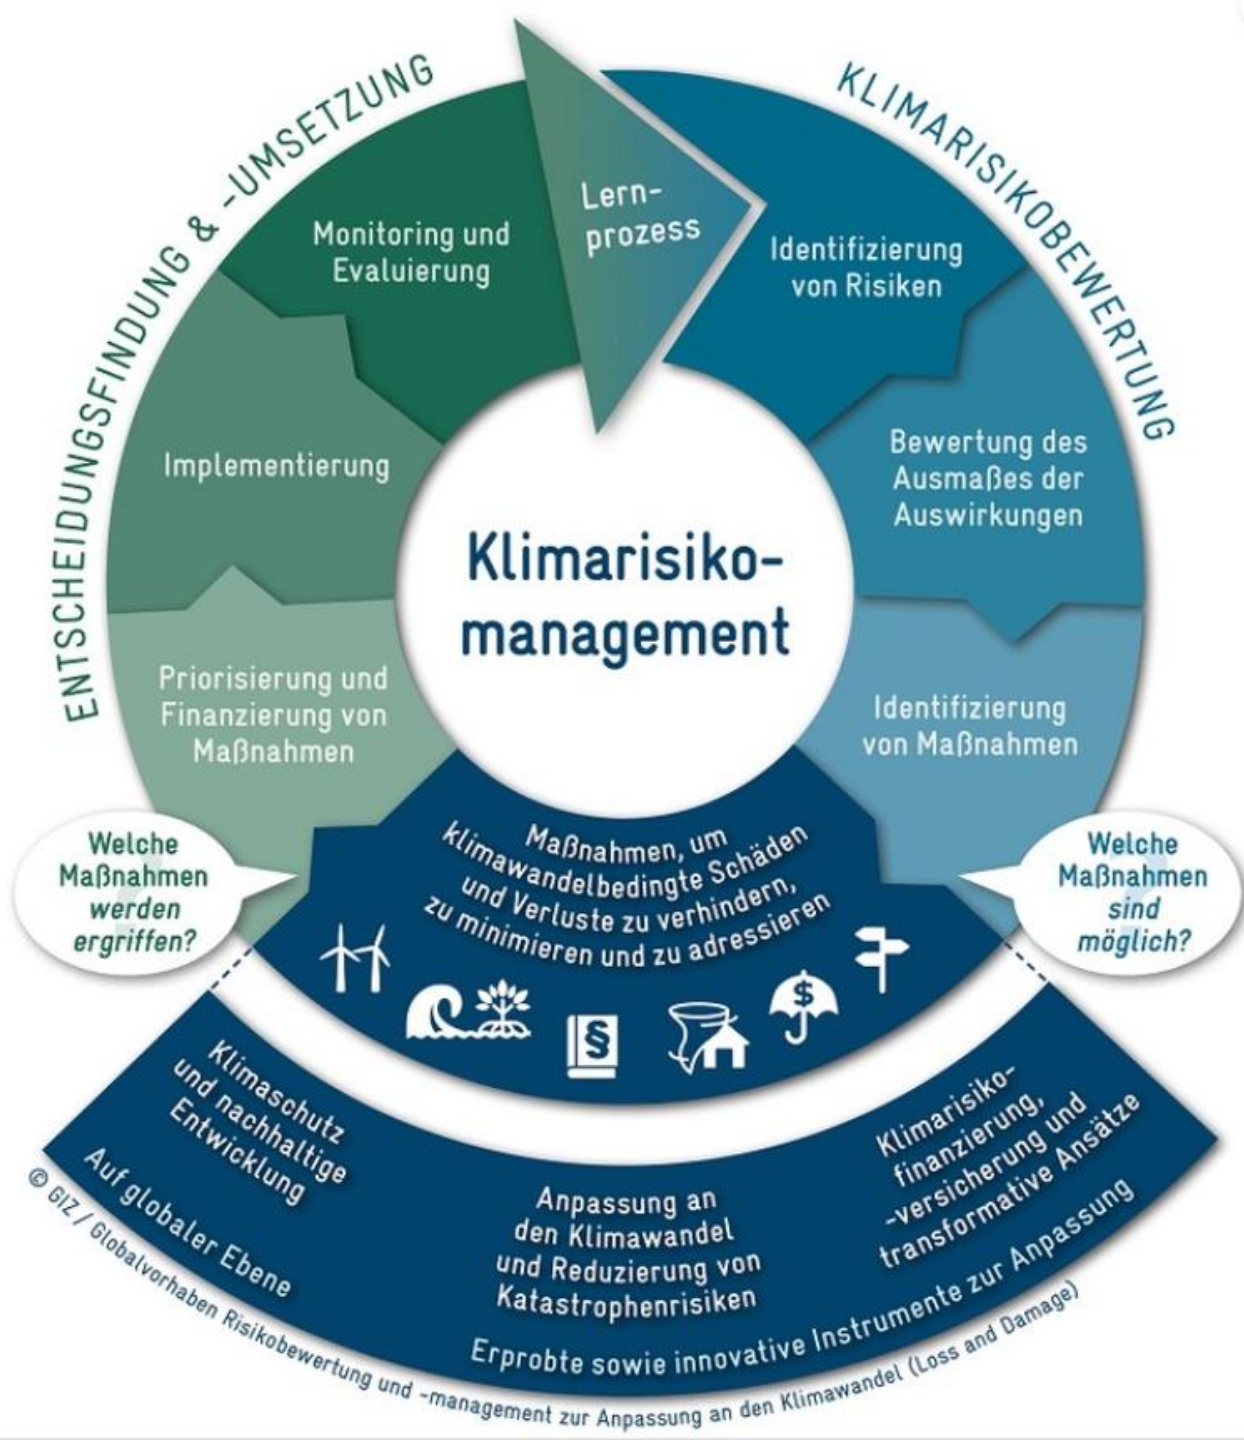 ENTSCHEIDUNGSFINDUNG & -UMSETZUNG
KLIMARISIKOBEWERTUNG
Lern-
prozess
Identifizierung
von Risiken
Bewertung des
Ausmaßes der
Auswirkungen
Identifizierung
von Maßnahmen
Welche
Maßnahmen
sind
möglich?
Maßnahmen, um
klimawandelbedingte Schäden
und Verluste zu verhindern,
zu minimieren und zu adressieren
$
§
Welche
Maßnahmen
werden
ergriffen?
Priorisierung und
Finanzierung von
Maßnahmen
Implementierung
Monitoring und
Evaluierung
Klimarisiko-
management
Klimaschutz
und nachhaltige
Entwicklung
Auf globaler Ebene
Anpassung an
den Klimawandel
und Reduzierung von
Katastrophenrisiken
Klimarisiko-
finanzierung,
-versicherung und
transformative Ansätze
Erprobte sowie innovative Instrumente zur Anpassung
© GIZ / Globalvorhaben Risikobewertung und -management zur Anpassung an den Klimawandel (Loss and Damage)